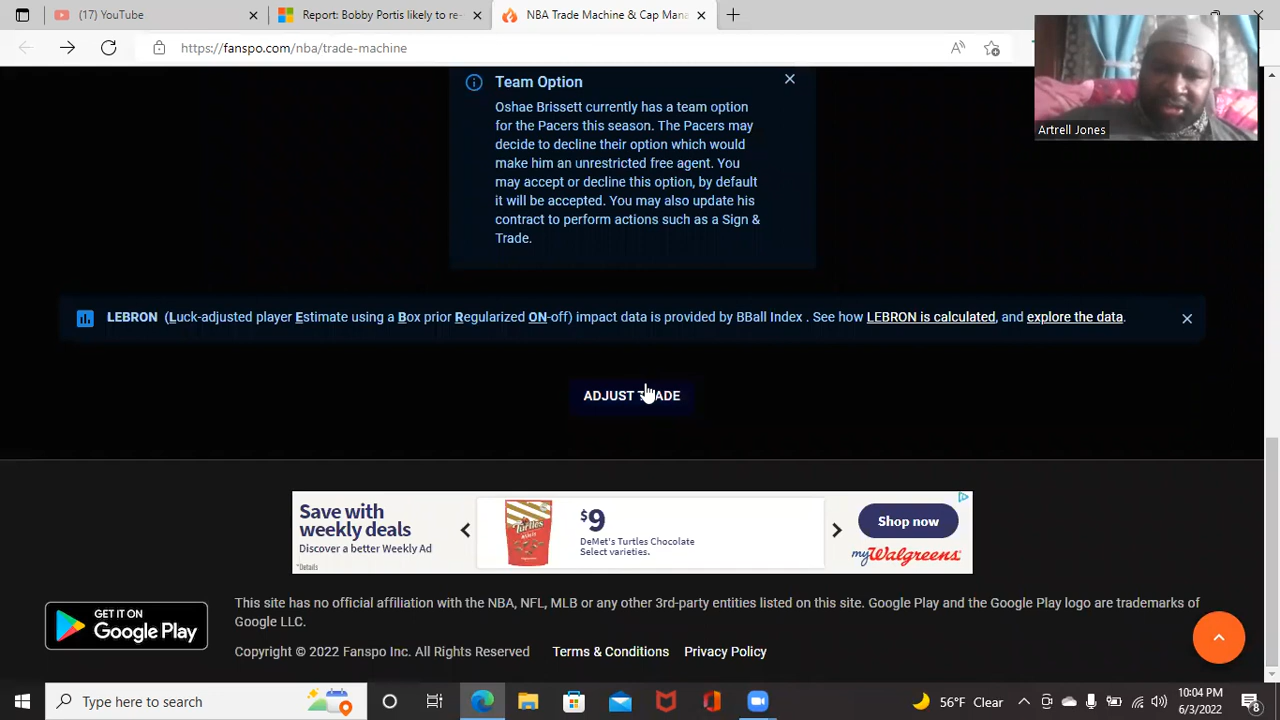 (17) YouTube
Report: Bobby Portis likely to re-
NBA Trade Machine & Cap Mana
https://fanspo.com/nba/trade-machine
Artrell Jones
Team Option
Oshae Brissett currently has a team option
for the Pacers this season. The Pacers may
decide to decline their option which would
make him an unrestricted free agent. You
may accept or decline this option, by default
it will be accepted. You may also update his
contract to perform actions such as a Sign &
Trade.
LEBRON (Luck-adjusted player Estimate using a Box prior Regularized ON-off) impact data is provided by BBall Index . See how LEBRON is calculated, and explore the data.
ADJUST TRADE
Save with
weekly deals
Discover a better Weekly Ad
*Details
Turtles
$9
DeMet's Turtles Chocolate
Select varieties.
Shop now
myWalgreens
GET IT ON
Google Play
This site has no official affiliation with the NBA, NFL, MLB or any other 3rd-party entities listed on this site. Google Play and the Google Play logo are trademarks of
Google LLC.
Copyright © 2022 Fanspo Inc. All Rights Reserved
Terms & Conditions
Privacy Policy
Type here to search
56°F Clear
10:04 PM
6/3/2022
8